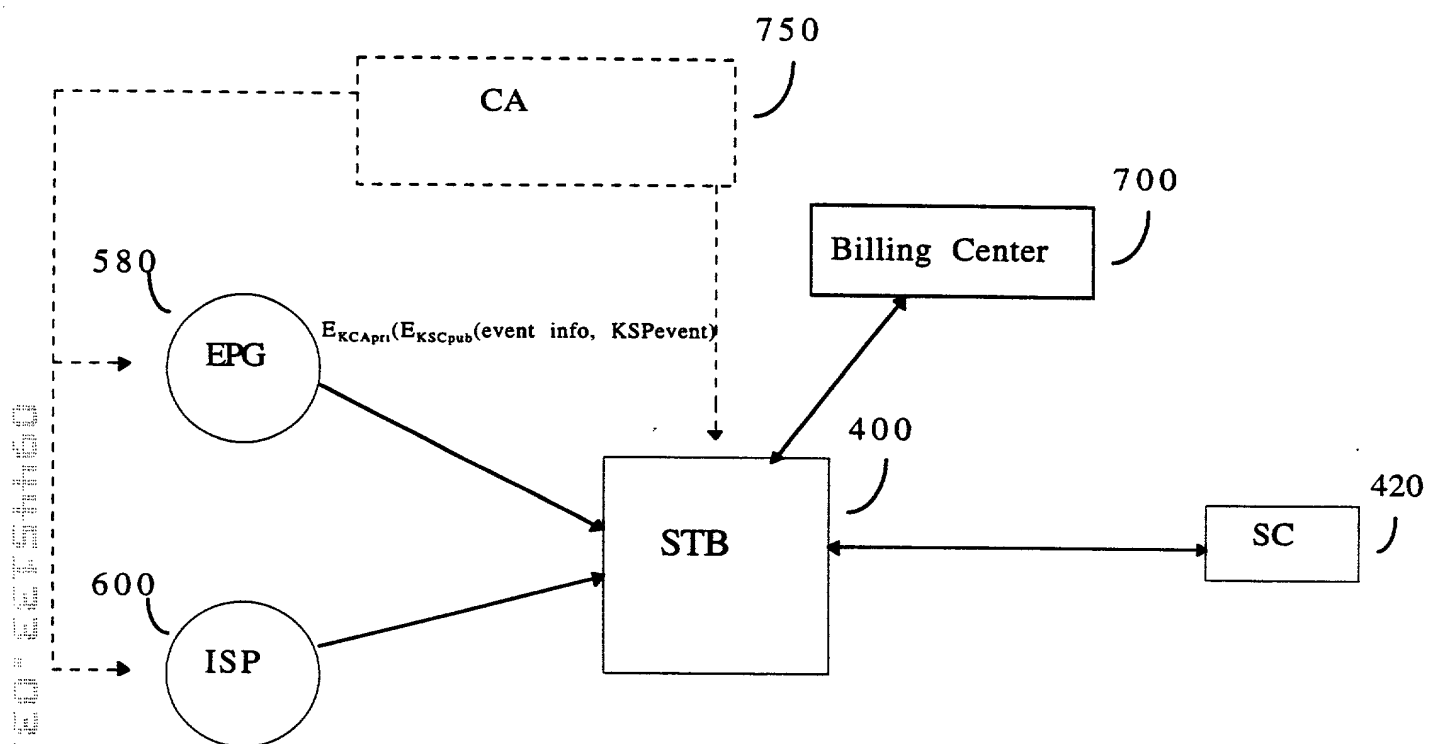 750
CA
700
Billing Center
580
EPG
E_KCApri(E_KSCpub(event info, KSPevent)
400
STB
420
SC
600
ISP